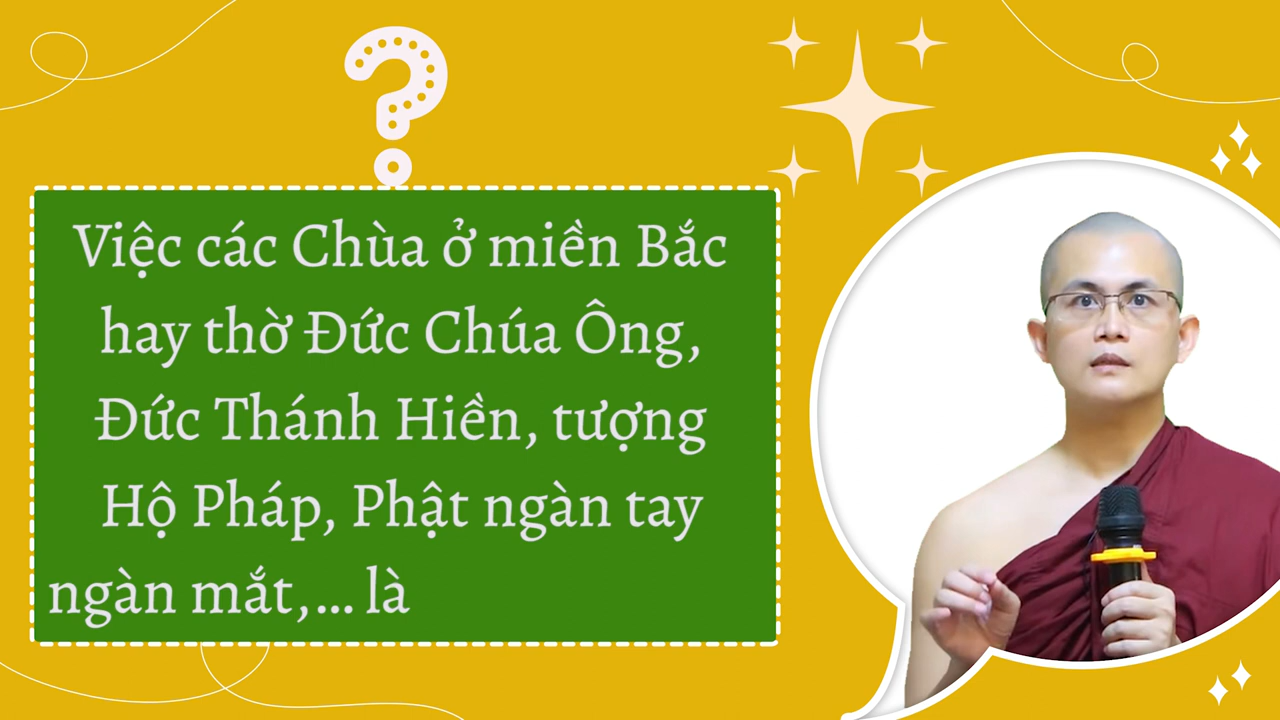 Việc các Chùa ở miền Bắc
hay thờ Đức Chúa Ông,
Đức Thánh Hiền, tượng
Hộ Pháp, Phật ngàn tay
ngàn mắt,... là